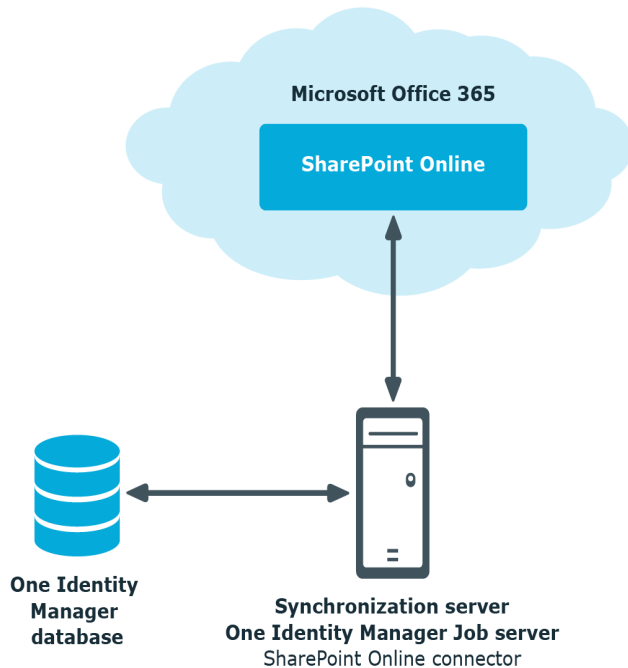 Microsoft Office 365
SharePoint Online
One Identity
Manager
database
Synchronization server
One Identity Manager Job server
SharePoint Online connector